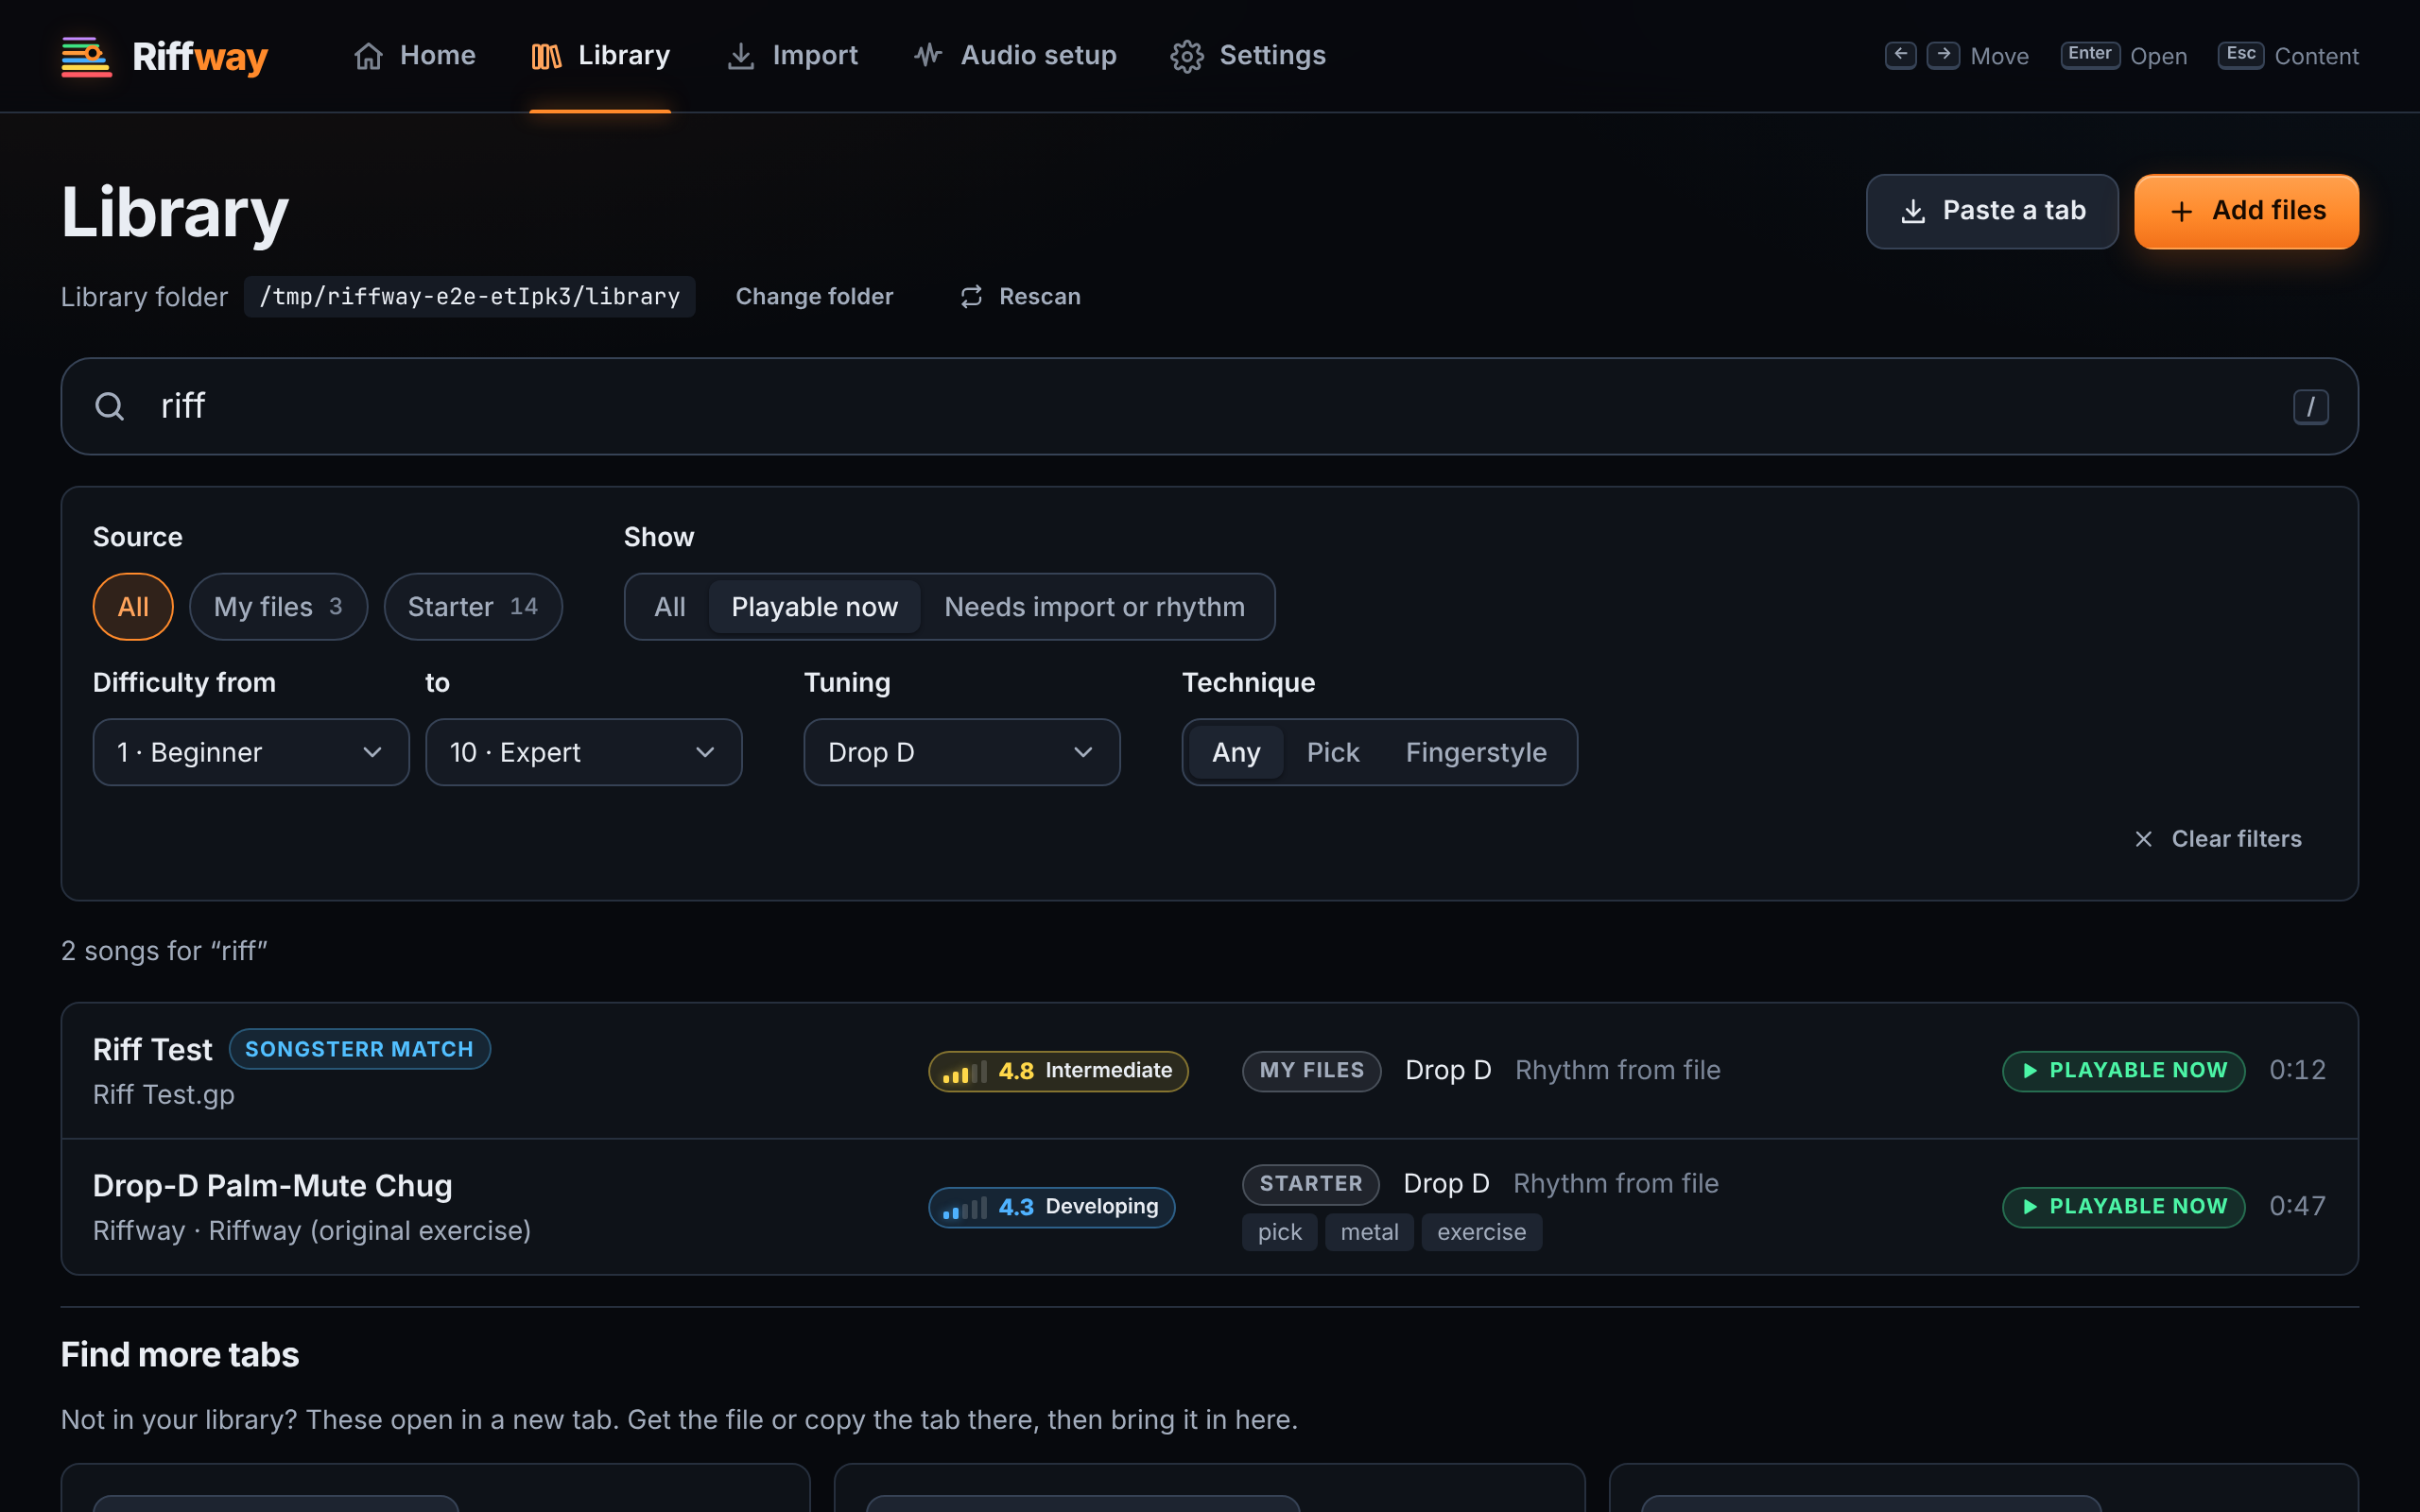 Riffway Home Library Import Audio setup Settings ← → Move Enter Open Esc Content
Library Paste a tab Add files
Library folder /tmp/riffway-e2e-etIpk3/library Change folder Rescan
riff /
Source Show
All My files 3 Starter 14 All Playable now Needs import or rhythm
Difficulty from to Tuning Technique
1 · Beginner 10 · Expert Drop D Any Pick Fingerstyle
Clear filters
2 songs for “riff”
Riff Test SONGSTERR MATCH
Riff Test.gp
4.8 Intermediate MY FILES Drop D Rhythm from file PLAYABLE NOW 0:12
Drop-D Palm-Mute Chug
Riffway · Riffway (original exercise)
4.3 Developing STARTER Drop D Rhythm from file
pick metal exercise
PLAYABLE NOW 0:47
Find more tabs
Not in your library? These open in a new tab. Get the file or copy the tab there, then bring it in here.